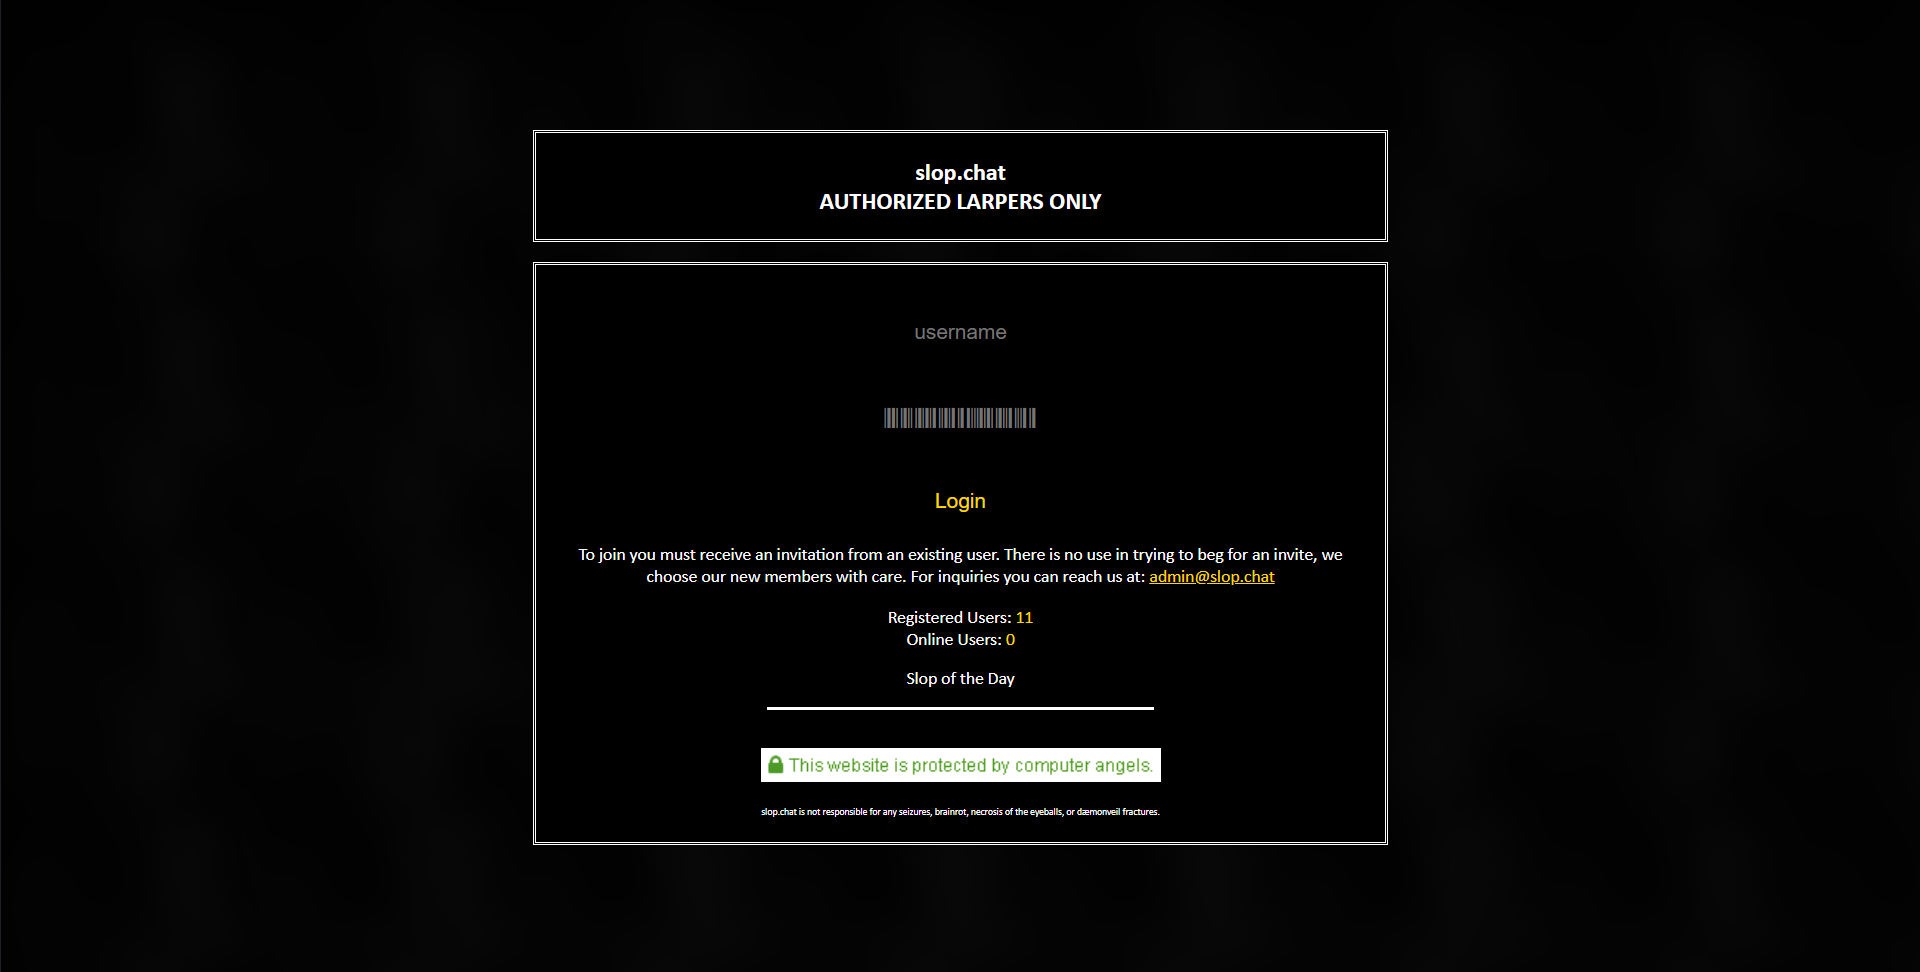 slop.chat
AUTHORIZED LARPERS ONLY
username
Login
To join you must receive an invitation from an existing user. There is no use in trying to beg for an invite, we
choose our new members with care. For inquiries you can reach us at: admin@slop.chat
Registered Users: 11
Online Users: 0
Slop of the Day
This website is protected by computer angels.
slop.chat is not responsible for any seizures, brainrot, necrosis of the eyeballs, or dæmonveil fractures.